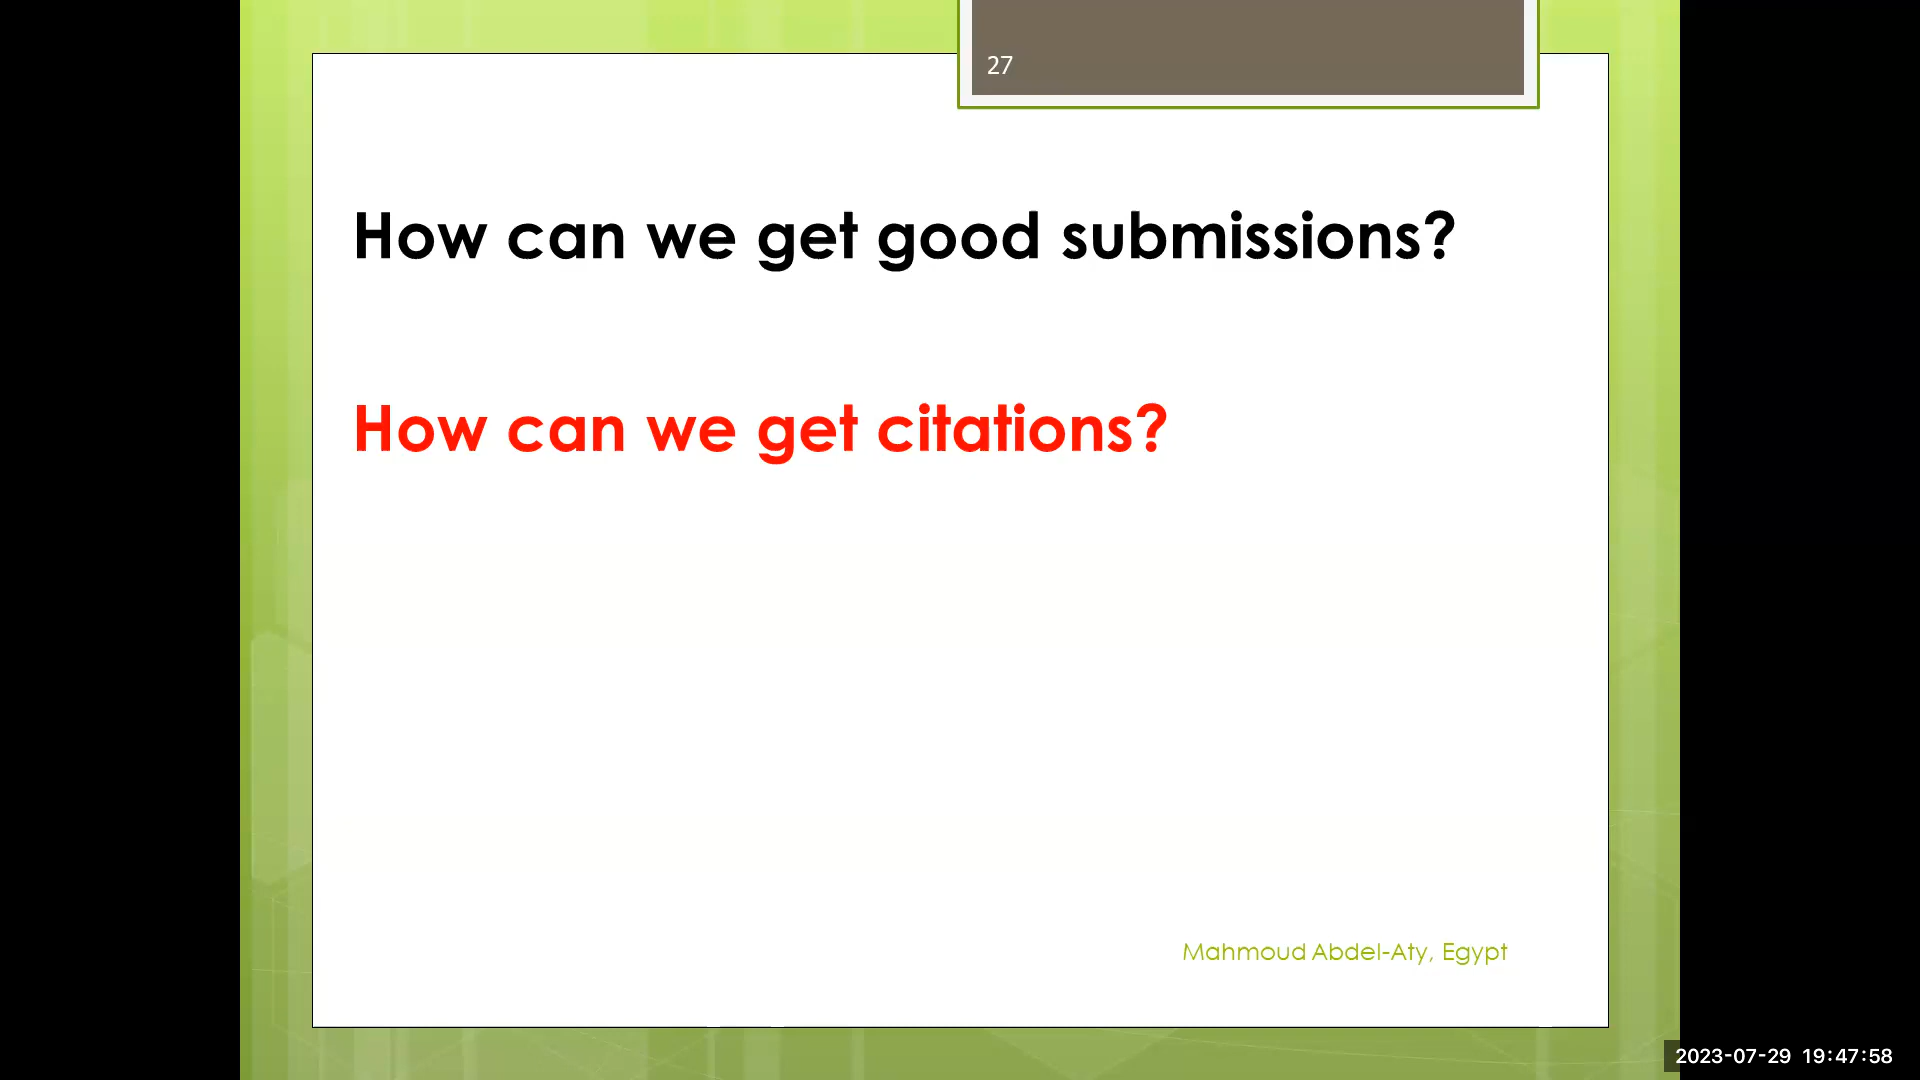 27
How can we get good submissions?
How can we get citations?
Mahmoud Abdel-Aty, Egypt
2023-07-29 19:47:58